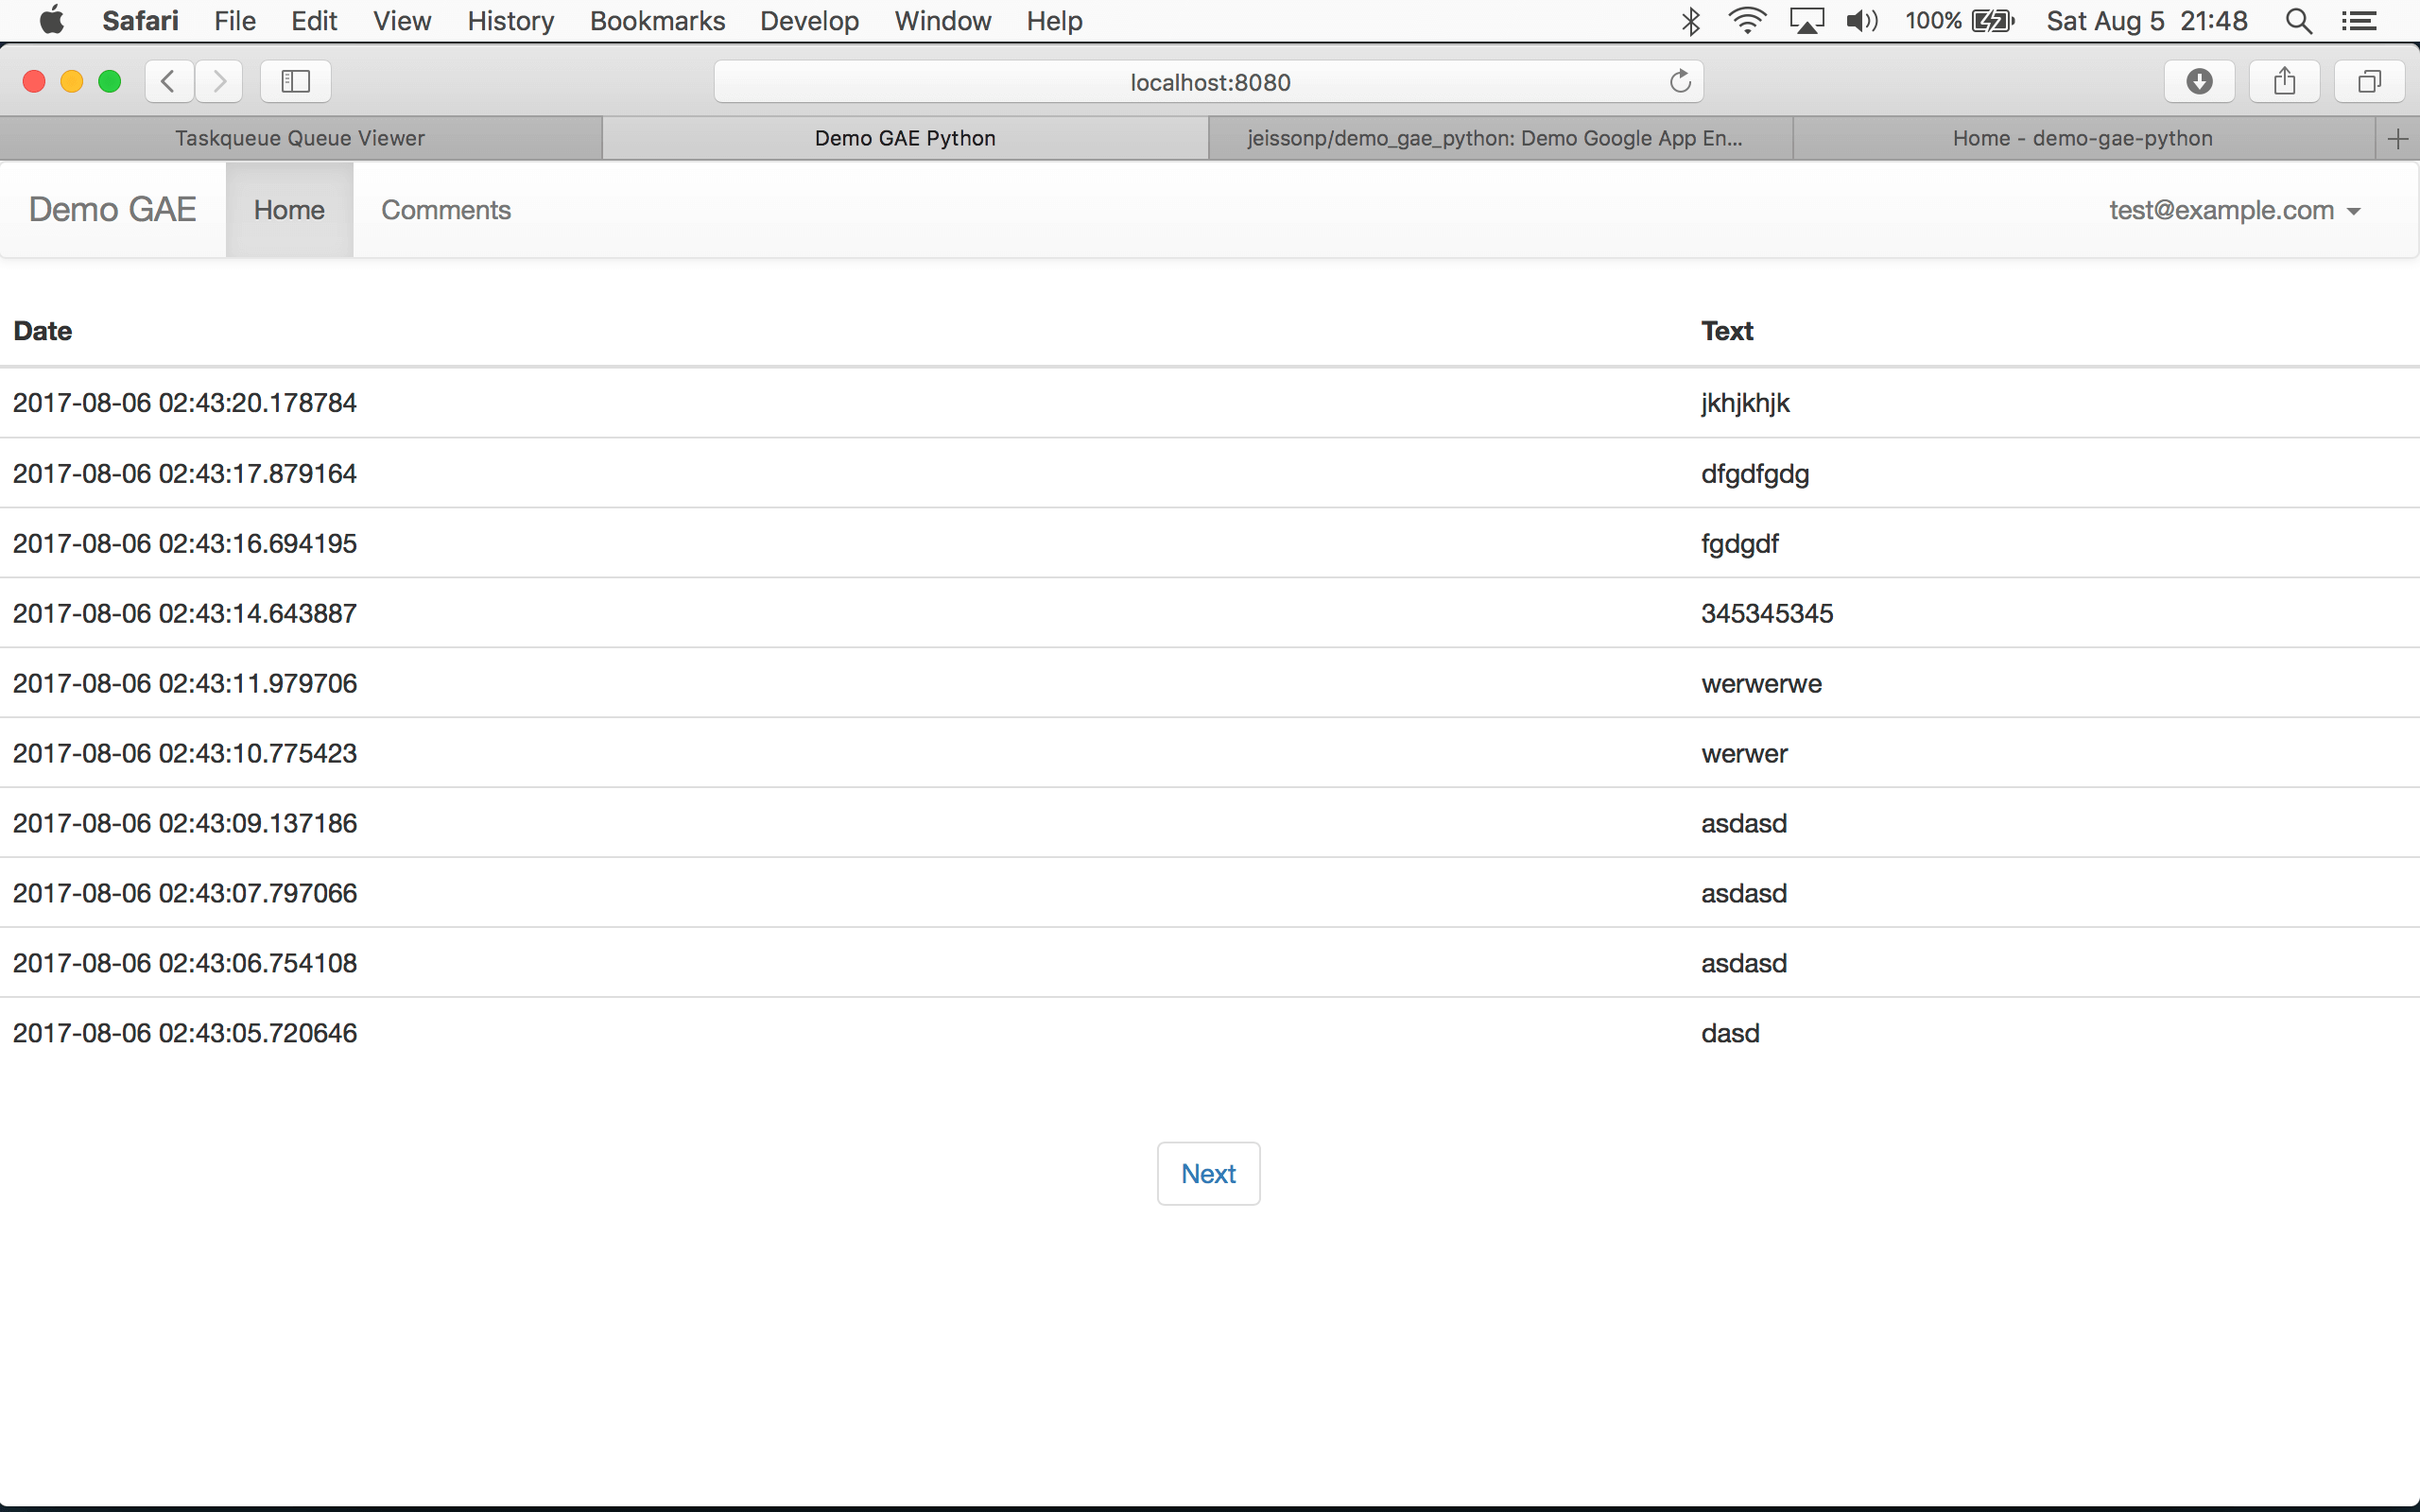 Safari File Edit View History Bookmarks Develop Window Help 100% Sat Aug 5 21:48
localhost:8080
Taskqueue Queue Viewer Demo GAE Python jeissonp/demo_gae_python: Demo Google App En... Home - demo-gae-python
Demo GAE Home Comments test@example.com
Date Text
2017-08-06 02:43:20.178784 jkhjkhjk
2017-08-06 02:43:17.879164 dfgdfgdg
2017-08-06 02:43:16.694195 fgdgdf
2017-08-06 02:43:14.643887 345345345
2017-08-06 02:43:11.979706 werwerwe
2017-08-06 02:43:10.775423 werwer
2017-08-06 02:43:09.137186 asdasd
2017-08-06 02:43:07.797066 asdasd
2017-08-06 02:43:06.754108 asdasd
2017-08-06 02:43:05.720646 dasd
Next